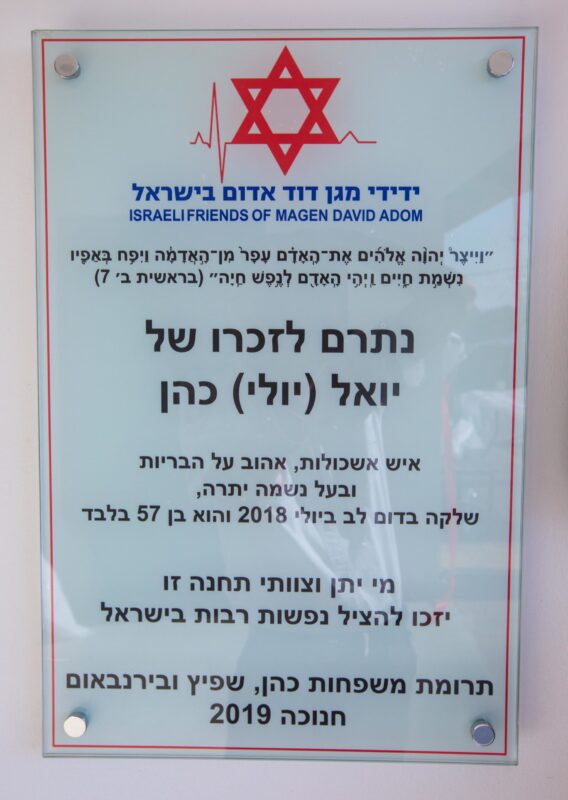 ידידי מגן דוד אדום בישראל
ISRAELI FRIENDS OF MAGEN DAVID ADOM
״וַיִּיצֶר֩ יְהוָ֨ה אֱלֹהִ֜ים אֶת־הָֽאָדָ֗ם עָפָר֙ מִן־הָ֣אֲדָמָ֔ה וַיִּפַּ֥ח בְּאַפָּ֖יו
נִשְׁמַ֣ת חַיִּ֑ים וַֽיְהִ֥י הָֽאָדָ֖ם לְנֶ֥פֶשׁ חַיָּֽה״ (בראשית ב׳ 7)
נתרם לזכרו של
יואל (יולי) כהן
איש אשכולות, אהוב על הבריות
ובעל נשמה יתרה,
שלקה בדום לב ביולי 2018 והוא בן 57 בלבד
מי יתן וצוותי תחנה זו
יזכו להציל נפשות רבות בישראל
תרומת משפחות כהן, שפיץ ובירנבאום
חנוכה 2019